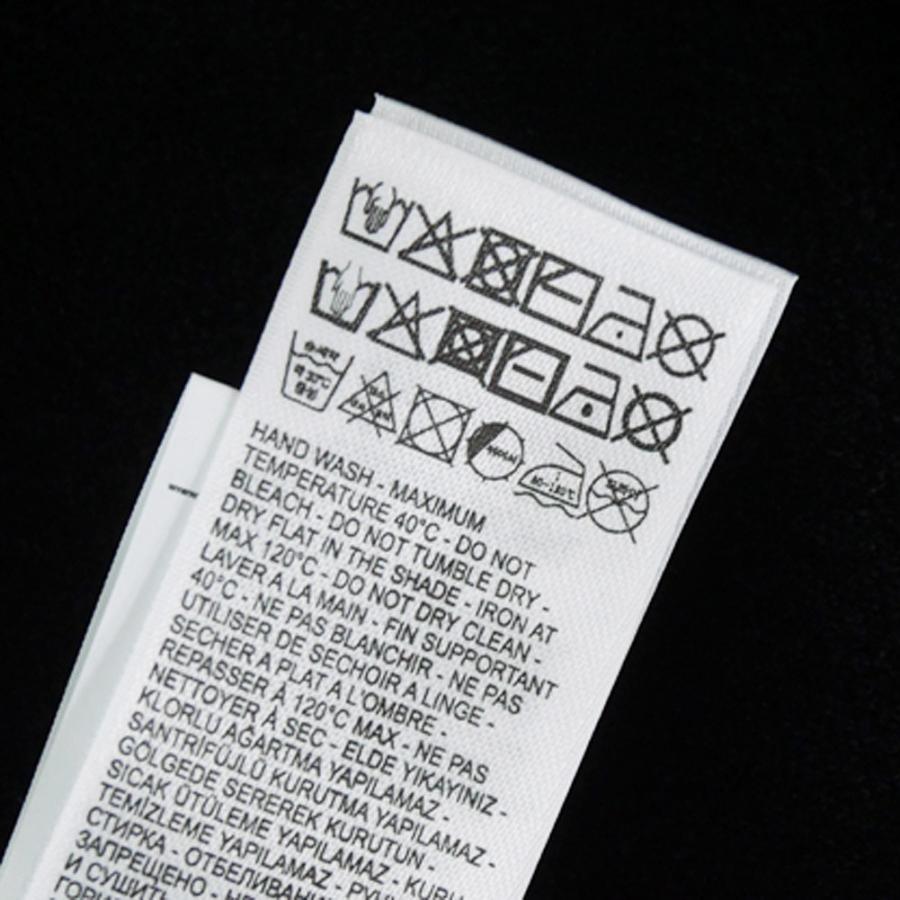 HAND WASH - MAXIMUM
TEMPERATURE 40°C - DO NOT
BLEACH - DO NOT TUMBLE DRY -
DRY FLAT IN THE SHADE - IRON AT
MAX 120°C - DO NOT DRY CLEAN -
LAVER A LA MAIN - FIN SUPPORTANT
40°C - NE PAS BLANCHIR - NE PAS
UTILISER DE SECHOIR A LINGE -
SECHER A PLAT A L'OMBRE -
REPASSER À 120°C MAX - NE PAS
NETTOYER À SEC - ELDE YIKAYINIZ -
KLORLU AĞARTMA YAPILAMAZ -
SANTRİFÜJLÜ KURUTMA YAPILAMAZ -
GÖLGEDE SEREREK KURUTUN -
SICAK ÜTÜLEME YAPILAMAZ - KURU
TEMİZLEME YAPILAMAZ -
СТИРКА - ОТБЕЛИВАНИ
ЗАПРЕЩЕНО -
И СУШИТЬ